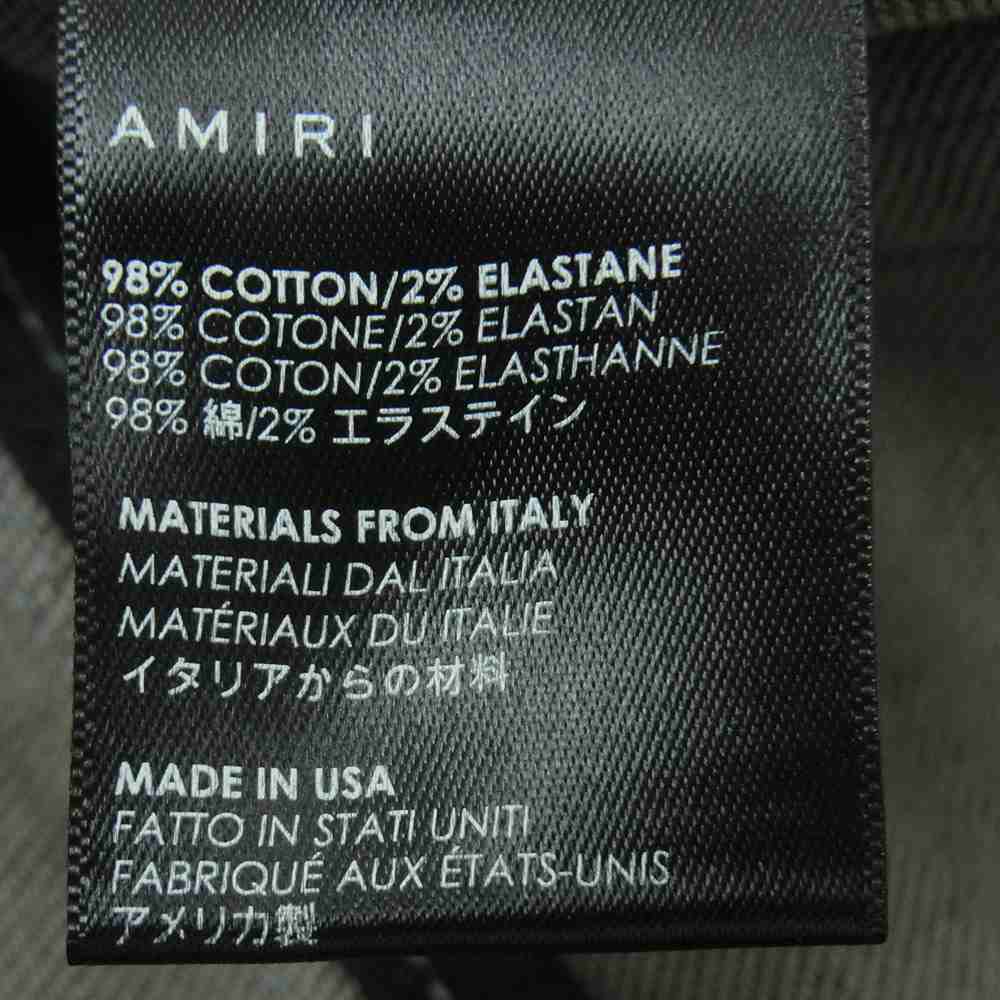 AMIRI
98% COTTON/2% ELASTANE
98% COTONE/2% ELASTAN
98% COTON/2% ELASTHANNE
98% 綿/2% エラステイン
MATERIALS FROM ITALY
MATERIALI DAL ITALIA
MATÉRIAUX DU ITALIE
イタリアからの材料
MADE IN USA
FATTO IN STATI UNITI
FABRIQUÉ AUX ÉTATS-UNIS
アメリカ製